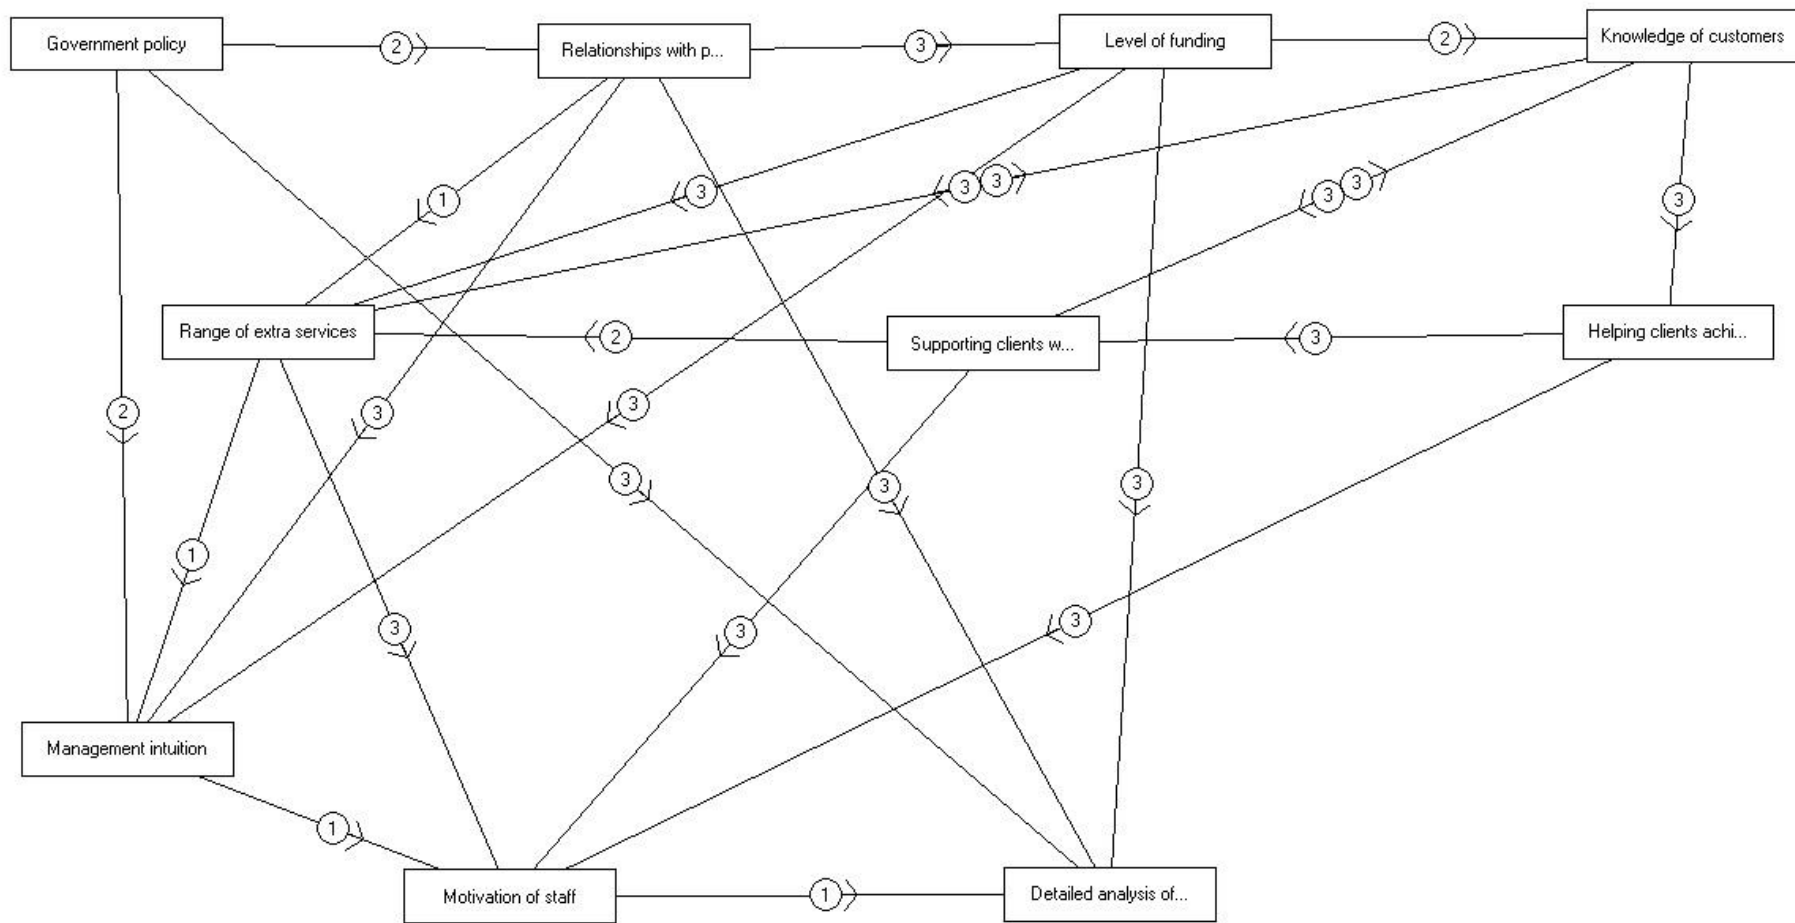 Government policy
2
Relationships with p...
3
Level of funding
2
Knowledge of customers
1
3
3
3
3
3
3
Range of extra services
2
Supporting clients w...
3
Helping clients achi...
2
3
3
3
3
3
1
3
3
3
Management intuition
1
Motivation of staff
1
Detailed analysis of...